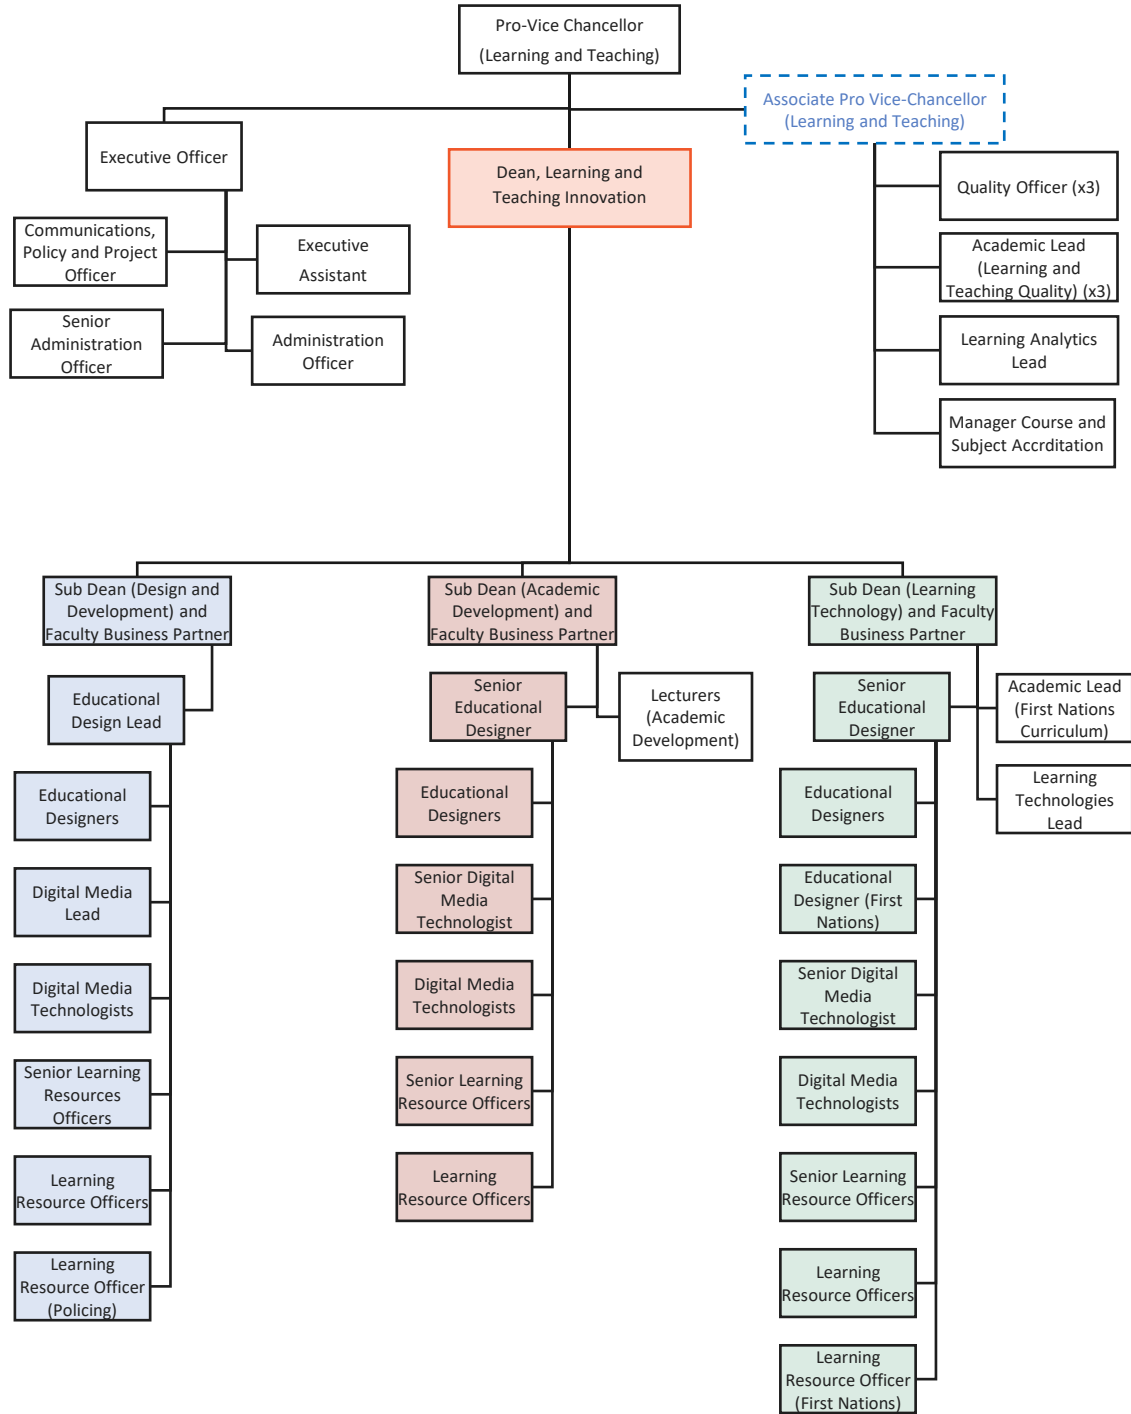 Pro-Vice Chancellor
(Learning and Teaching)
Associate Pro Vice-Chancellor
(Learning and Teaching)
Executive Officer
Dean, Learning and
Teaching Innovation
Quality Officer (x3)
Communications,
Policy and Project
Officer
Executive
Assistant
Academic Lead
(Learning and
Teaching Quality) (x3)
Senior
Administration
Officer
Administration
Officer
Learning Analytics
Lead
Manager Course and
Subject Accrditation
Sub Dean (Design and
Development) and
Faculty Business Partner
Sub Dean (Academic
Development) and
Faculty Business Partner
Sub Dean (Learning
Technology) and Faculty
Business Partner
Educational
Design Lead
Senior
Educational
Designer
Lecturers
(Academic
Development)
Senior
Educational
Designer
Academic Lead
(First Nations
Curriculum)
Learning
Technologies
Lead
Educational
Designers
Educational
Designers
Educational
Designers
Digital Media
Lead
Senior Digital
Media
Technologist
Educational
Designer (First
Nations)
Digital Media
Technologists
Digital Media
Technologists
Senior Digital
Media
Technologist
Senior Learning
Resources
Officers
Senior Learning
Resource Officers
Digital Media
Technologists
Learning
Resource Officers
Learning
Resource Officers
Senior Learning
Resource Officers
Learning
Resource Officer
(Policing)
Learning
Resource Officers
Learning
Resource Officer
(First Nations)